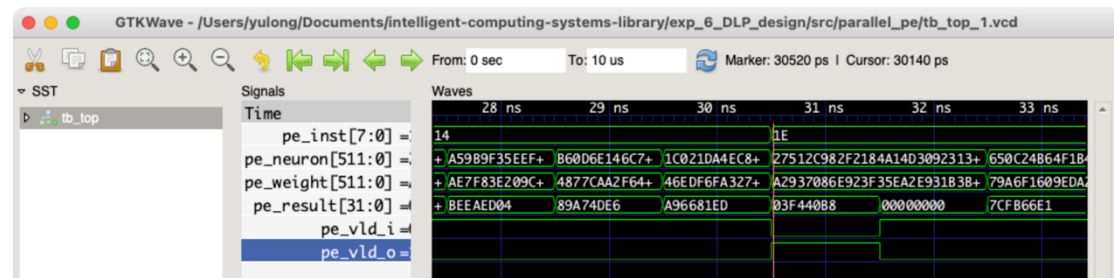 GTKWave - /Users/yulong/Documents/intelligent-computing-systems-library/exp_6_DLP_design/src/parallel_pe/tb_top_1.vcd
From: 0 sec To: 10 us Marker: 30520 ps | Cursor: 30140 ps
SST Signals Waves
tb_top Time 28 ns 29 ns 30 ns 31 ns 32 ns 33 ns
pe_inst[7:0] = 14 1E
pe_neuron[511:0] = + A59B9F35EEF+ B60D6E146C7+ 1C021DA4EC8+ 27512C982F2184A14D3092313+ 650C24B64F1B
pe_weight[511:0] = + AE7F83E209C+ 4877CAA2F64+ 46EDF6FA327+ A2937086E923F35EA2E931B3B+ 79A6F1609EDA
pe_result[31:0] = + BEEAED04 89A74DE6 A96681ED 03F440B8 00000000 7CFB66E1
pe_vld_i =
pe_vld_o =